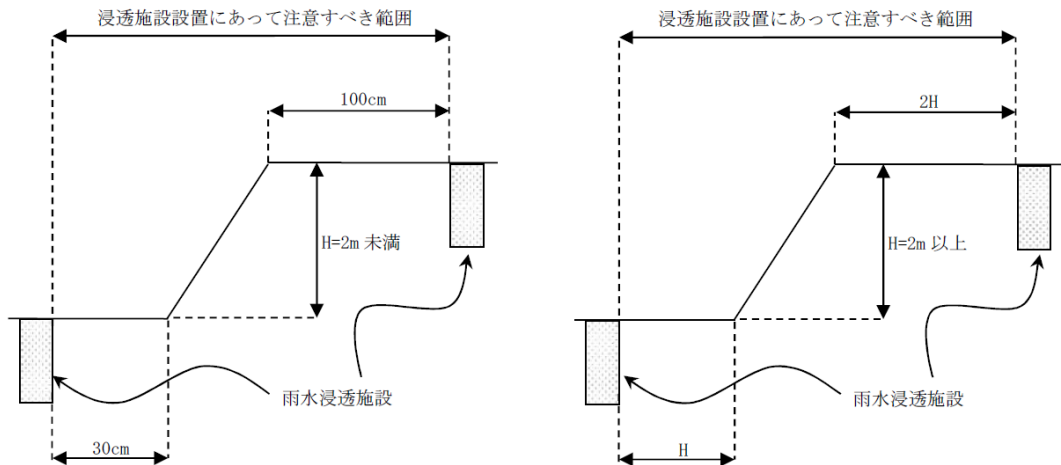 浸透施設設置にあって注意すべき範囲
100cm
H=2m 未満
雨水浸透施設
30cm
浸透施設設置にあって注意すべき範囲
2H
H=2m 以上
雨水浸透施設
H